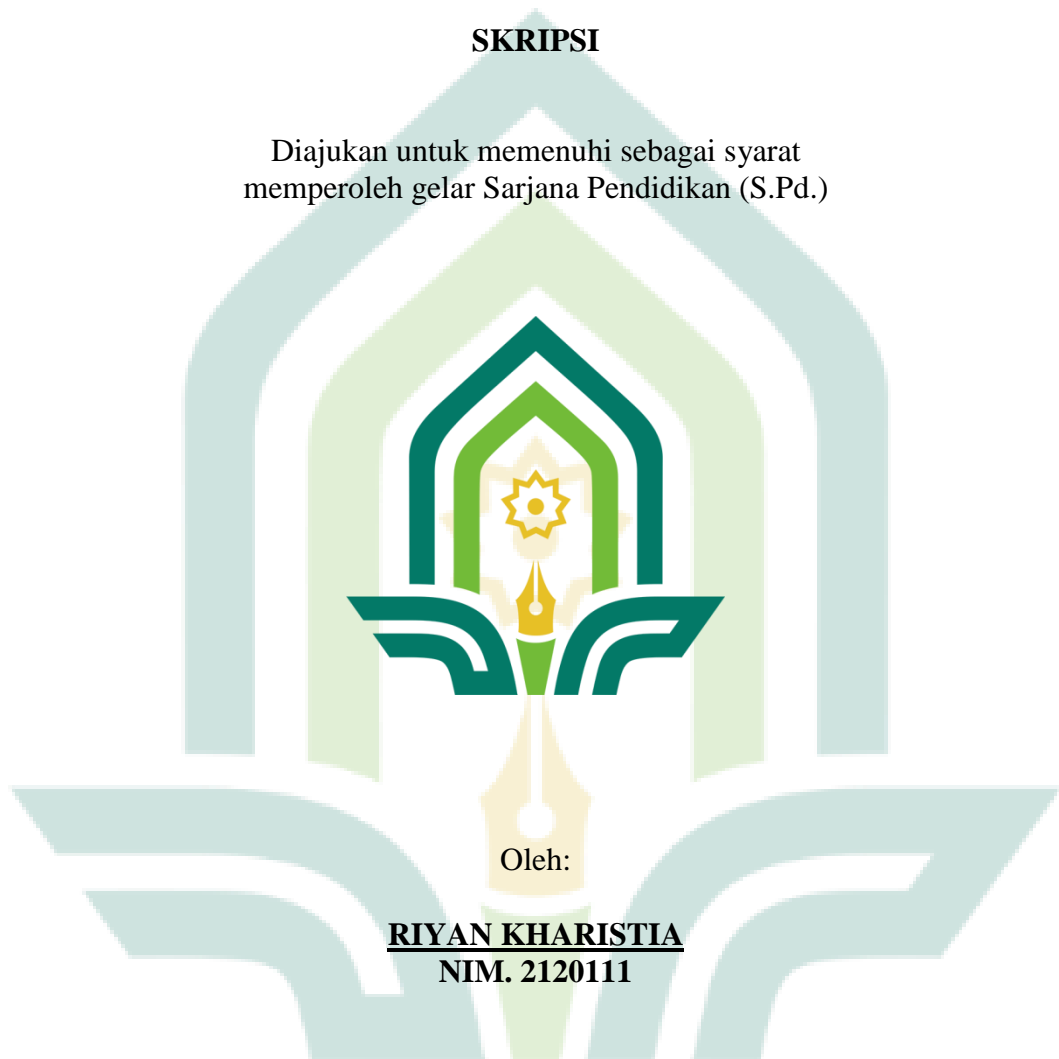 SKRIPSI
Diajukan untuk memenuhi sebagai syarat
memperoleh gelar Sarjana Pendidikan (S.Pd.)
Oleh:
RIYAN KHARISTIA
NIM. 2120111